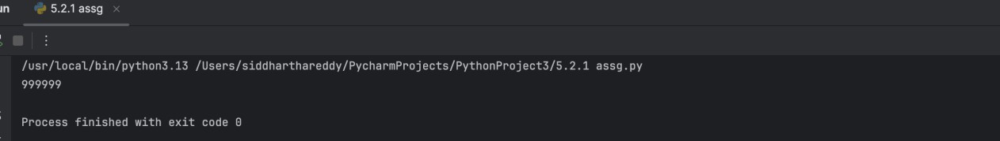 un 5.2.1 assg ×
/usr/local/bin/python3.13 /Users/siddharthareddy/PycharmProjects/PythonProject3/5.2.1 assg.py
999999
Process finished with exit code 0